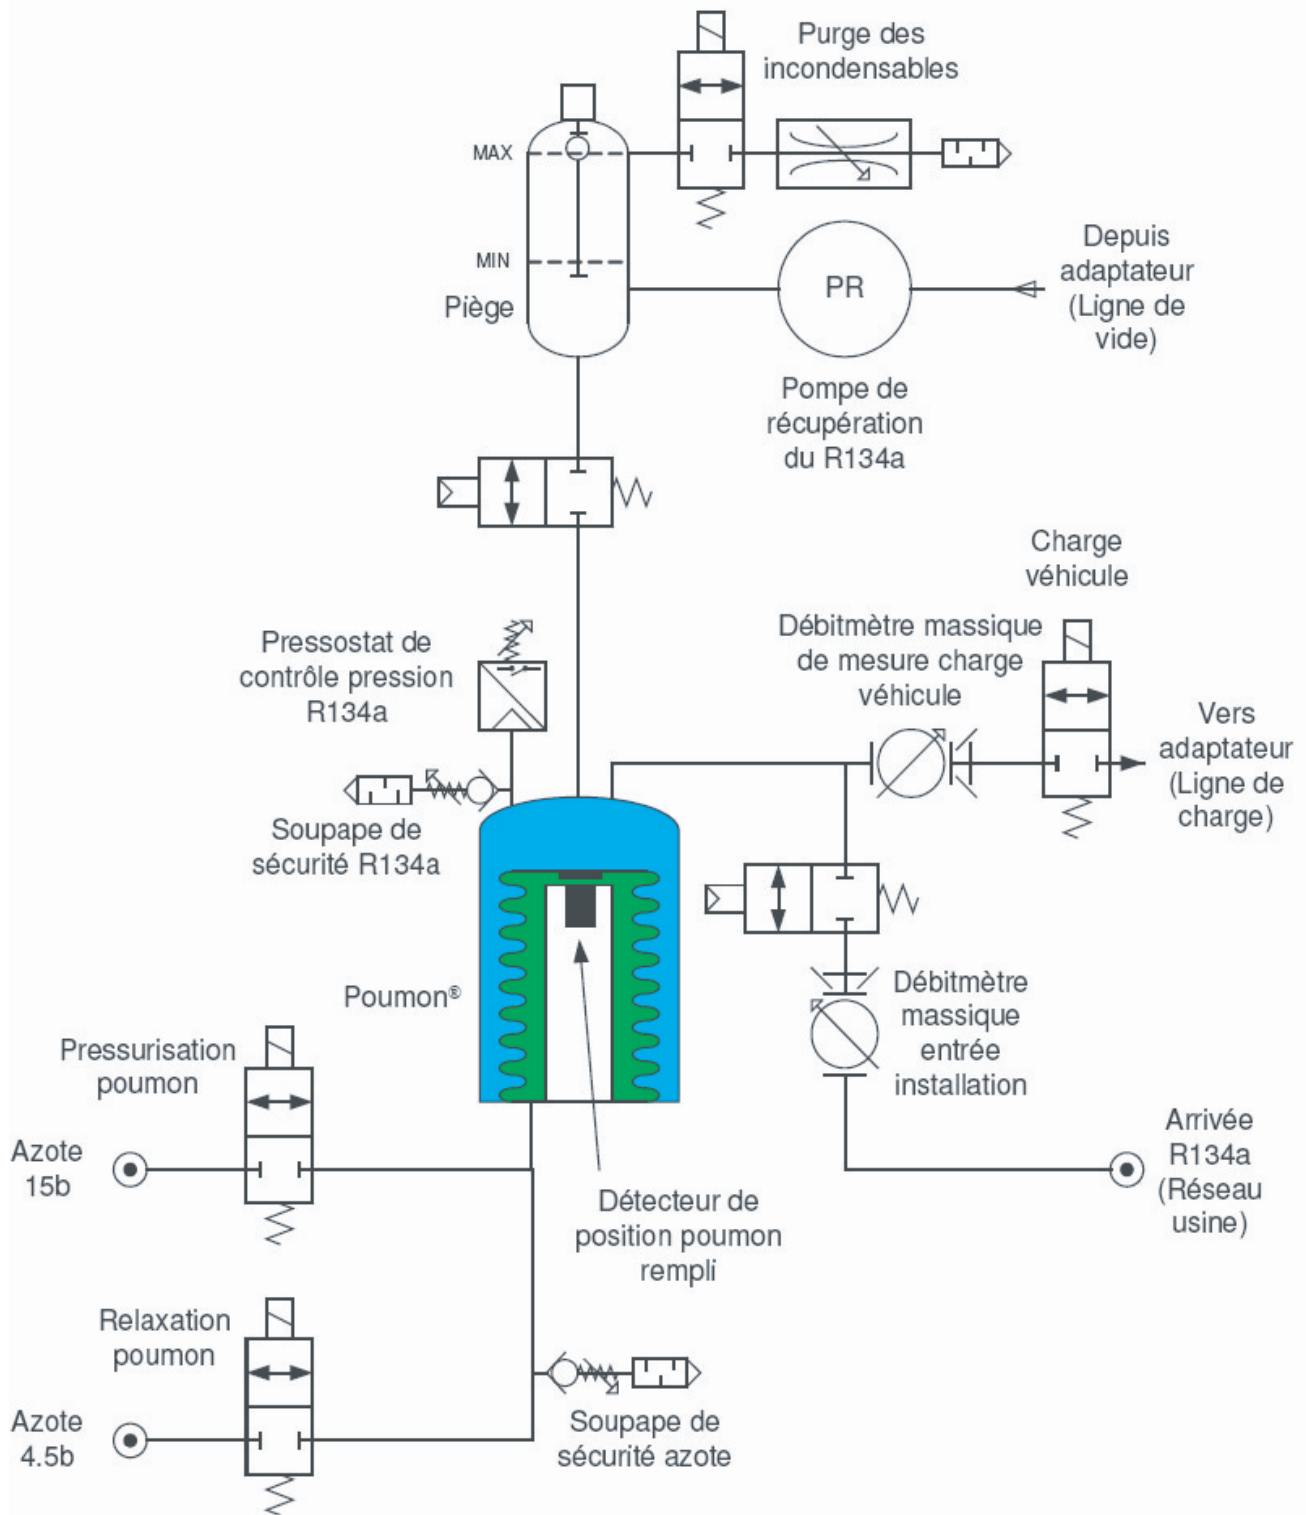 Purge des
incondensables
MAX
MIN
Piège
PR
Depuis
adaptateur
(Ligne de
vide)
Pompe de
récupération
du R134a
Charge
véhicule
Pressostat de
contrôle pression
R134a
Débitmètre massique
de mesure charge
véhicule
Vers
adaptateur
(Ligne de
charge)
Soupape de
sécurité R134a
Poumon®
Débitmètre
massique
entrée
installation
Pressurisation
poumon
Azote
15b
Arrivée
R134a
(Réseau
usine)
Détecteur de
position poumon
rempli
Relaxation
poumon
Azote
4.5b
Soupape de
sécurité azote